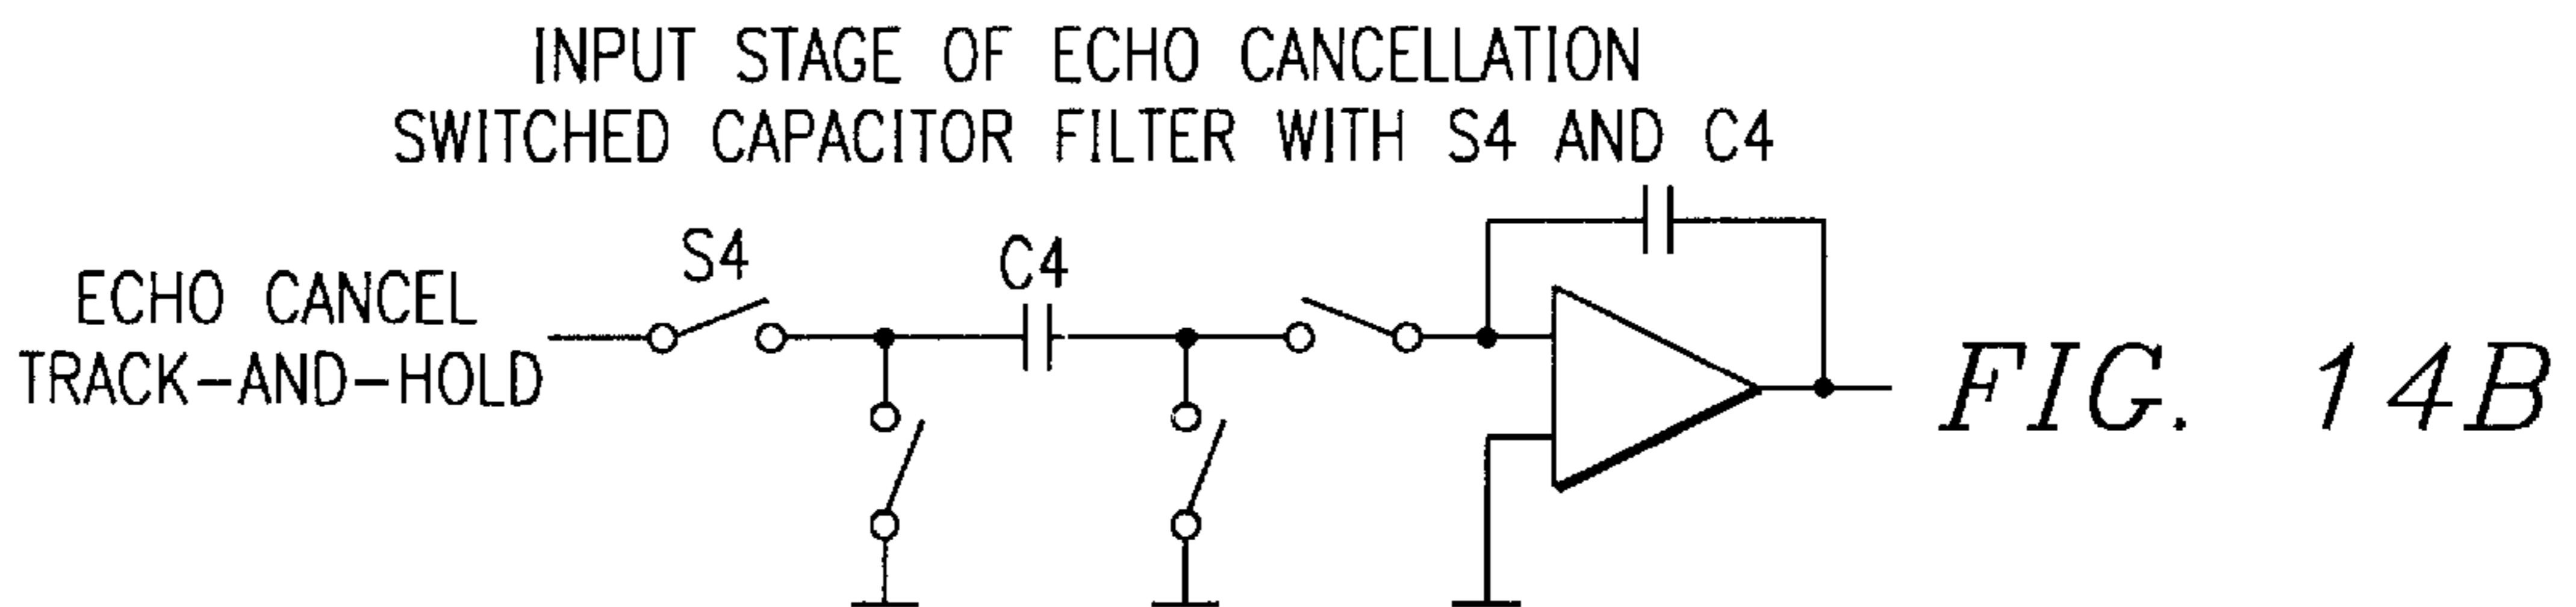 INPUT STAGE OF ECHO CANCELLATION
SWITCHED CAPACITOR FILTER WITH S4 AND C4
S4
C4
ECHO CANCEL
TRACK-AND-HOLD
FIG. 14B